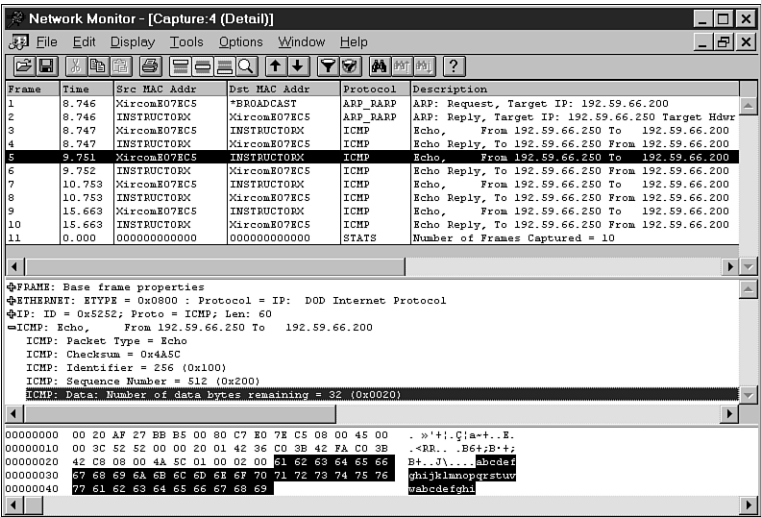 Network Monitor - [Capture:4 (Detail)]
File Edit Display Tools Options Window Help
Frame Time Src MAC Addr Dst MAC Addr Protocol Description
1 8.746 XircomE07EC5 *BROADCAST ARP_RARP ARP: Request, Target IP: 192.59.66.200
2 8.746 INSTRUCTORX XircomE07EC5 ARP_RARP ARP: Reply, Target IP: 192.59.66.250 Target Hdwr
3 8.747 XircomE07EC5 INSTRUCTORX ICMP Echo, From 192.59.66.250 To 192.59.66.200
4 8.747 INSTRUCTORX XircomE07EC5 ICMP Echo Reply, To 192.59.66.250 From 192.59.66.200
5 9.751 XircomE07EC5 INSTRUCTORX ICMP Echo, From 192.59.66.250 To 192.59.66.200
6 9.752 INSTRUCTORX XircomE07EC5 ICMP Echo Reply, To 192.59.66.250 From 192.59.66.200
7 10.753 XircomE07EC5 INSTRUCTORX ICMP Echo, From 192.59.66.250 To 192.59.66.200
8 10.753 INSTRUCTORX XircomE07EC5 ICMP Echo Reply, To 192.59.66.250 From 192.59.66.200
9 15.663 XircomE07EC5 INSTRUCTORX ICMP Echo, From 192.59.66.250 To 192.59.66.200
10 15.663 INSTRUCTORX XircomE07EC5 ICMP Echo Reply, To 192.59.66.250 From 192.59.66.200
11 0.000 000000000000 000000000000 STATS Number of Frames Captured = 10
FRAME: Base frame properties
ETHERNET: ETYPE = 0x0800 : Protocol = IP: DOD Internet Protocol
IP: ID = 0x5252; Proto = ICMP; Len: 60
ICMP: Echo, From 192.59.66.250 To 192.59.66.200
ICMP: Packet Type = Echo
ICMP: Checksum = 0x4A5C
ICMP: Identifier = 256 (0x100)
ICMP: Sequence Number = 512 (0x200)
ICMP: Data: Number of data bytes remaining = 32 (0x0020)
00000000 00 20 AF 27 BB B5 00 80 C7 E0 7E C5 08 00 45 00 . »'+¦.Ç¦a~+..E.
00000010 00 3C 52 52 00 00 20 01 42 36 C0 3B 42 FA C0 3B .<RR.. .B6+;B·+;
00000020 42 C8 08 00 4A 5C 01 00 02 00 61 62 63 64 65 66 B+..J\....abcdef
00000030 67 68 69 6A 6B 6C 6D 6E 6F 70 71 72 73 74 75 76 ghijklmnopqrstuv
00000040 77 61 62 63 64 65 66 67 68 69 wabcdefghi